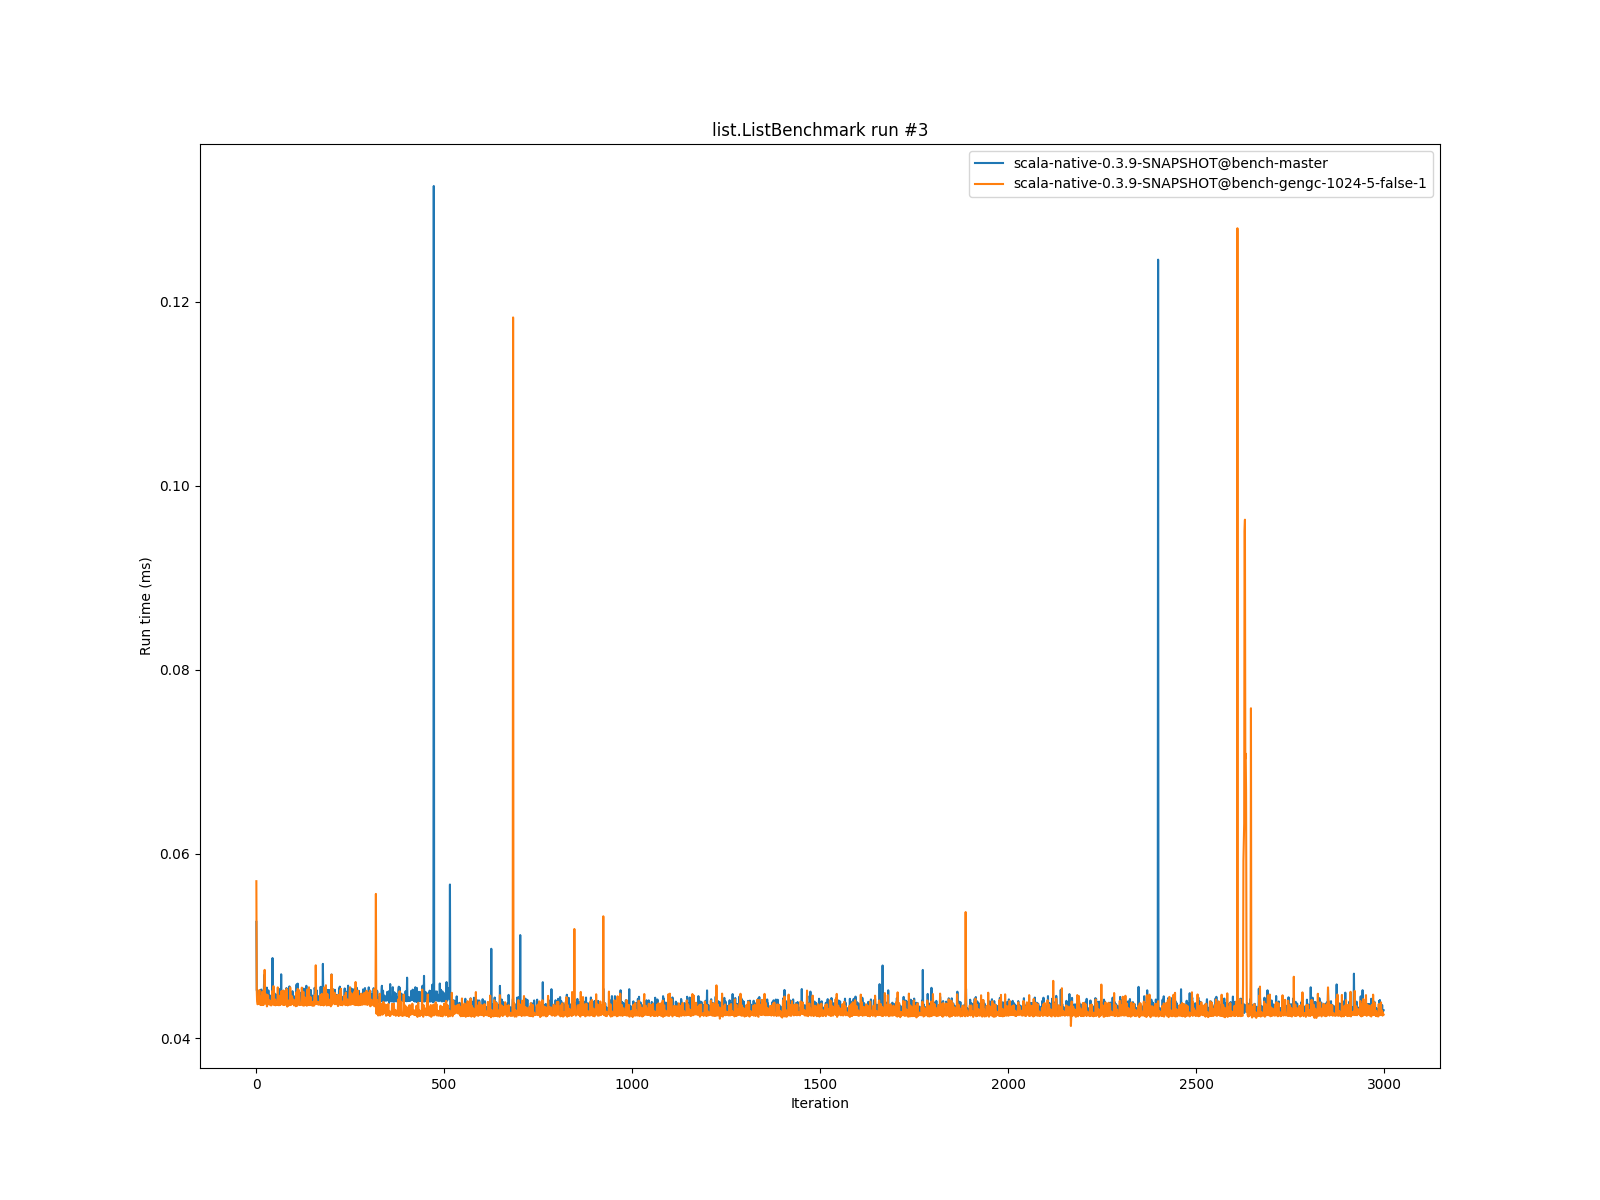 list.ListBenchmark run #3
scala-native-0.3.9-SNAPSHOT@bench-master
scala-native-0.3.9-SNAPSHOT@bench-gengc-1024-5-false-1
0.12
0.10
0.08
0.06
0.04
Run time (ms)
0 500 1000 1500 2000 2500 3000
Iteration